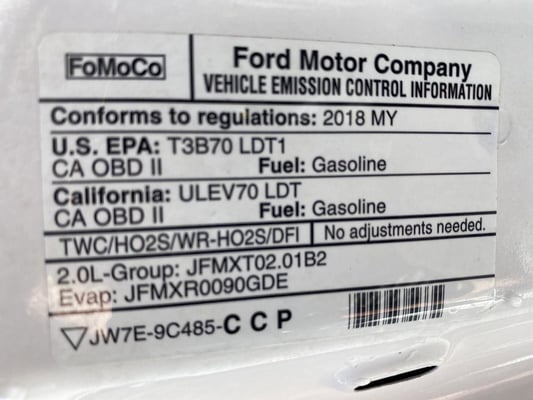 FoMoCo
Ford Motor Company
VEHICLE EMISSION CONTROL INFORMATION
Conforms to regulations: 2018 MY
U.S. EPA: T3B70 LDT1
CA OBD II Fuel: Gasoline
California: ULEV70 LDT
CA OBD II Fuel: Gasoline
TWC/HO2S/WR-HO2S/DFI No adjustments needed.
2.0L-Group: JFMXT02.01B2
Evap: JFMXR0090GDE
▽JW7E-9C485-C C P